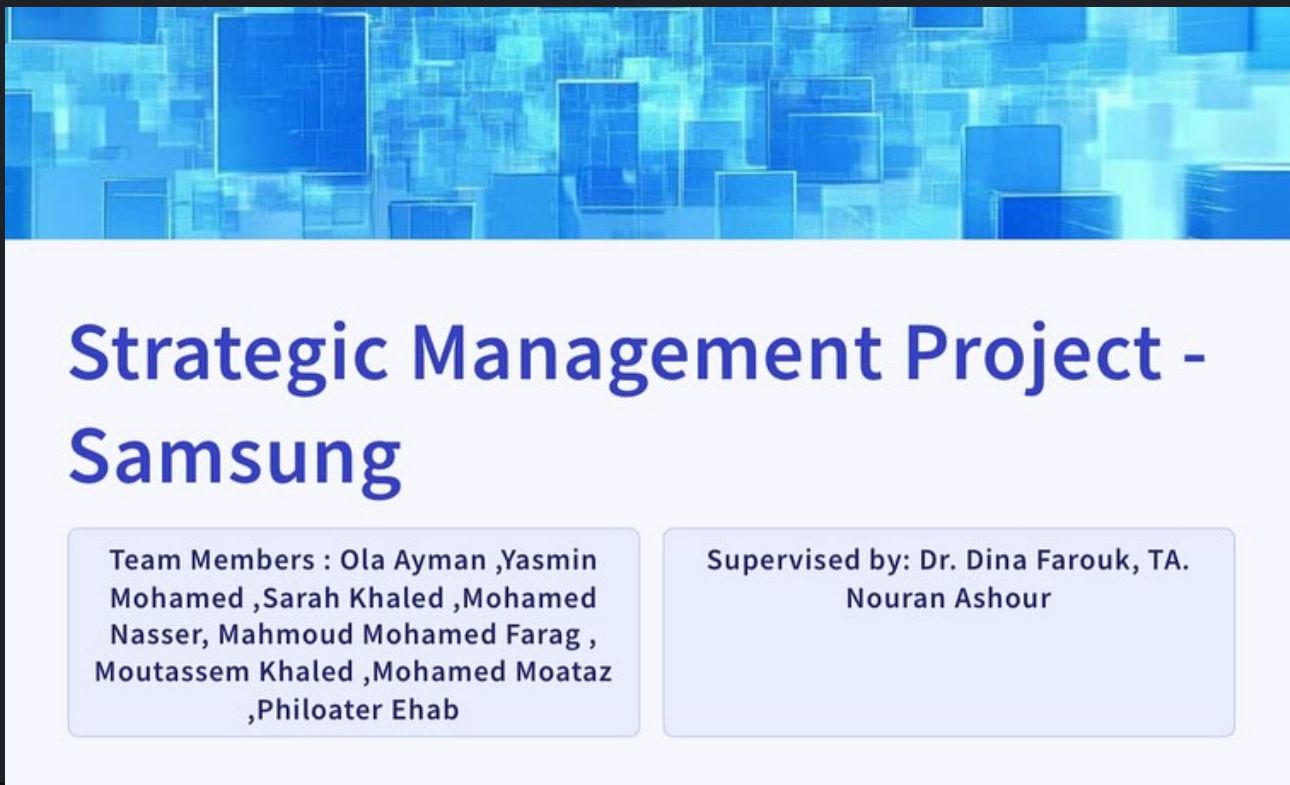 Strategic Management Project -
Samsung
Team Members : Ola Ayman ,Yasmin
Mohamed ,Sarah Khaled ,Mohamed
Nasser, Mahmoud Mohamed Farag ,
Moutassem Khaled ,Mohamed Moataz
,Philoater Ehab
Supervised by: Dr. Dina Farouk, TA.
Nouran Ashour